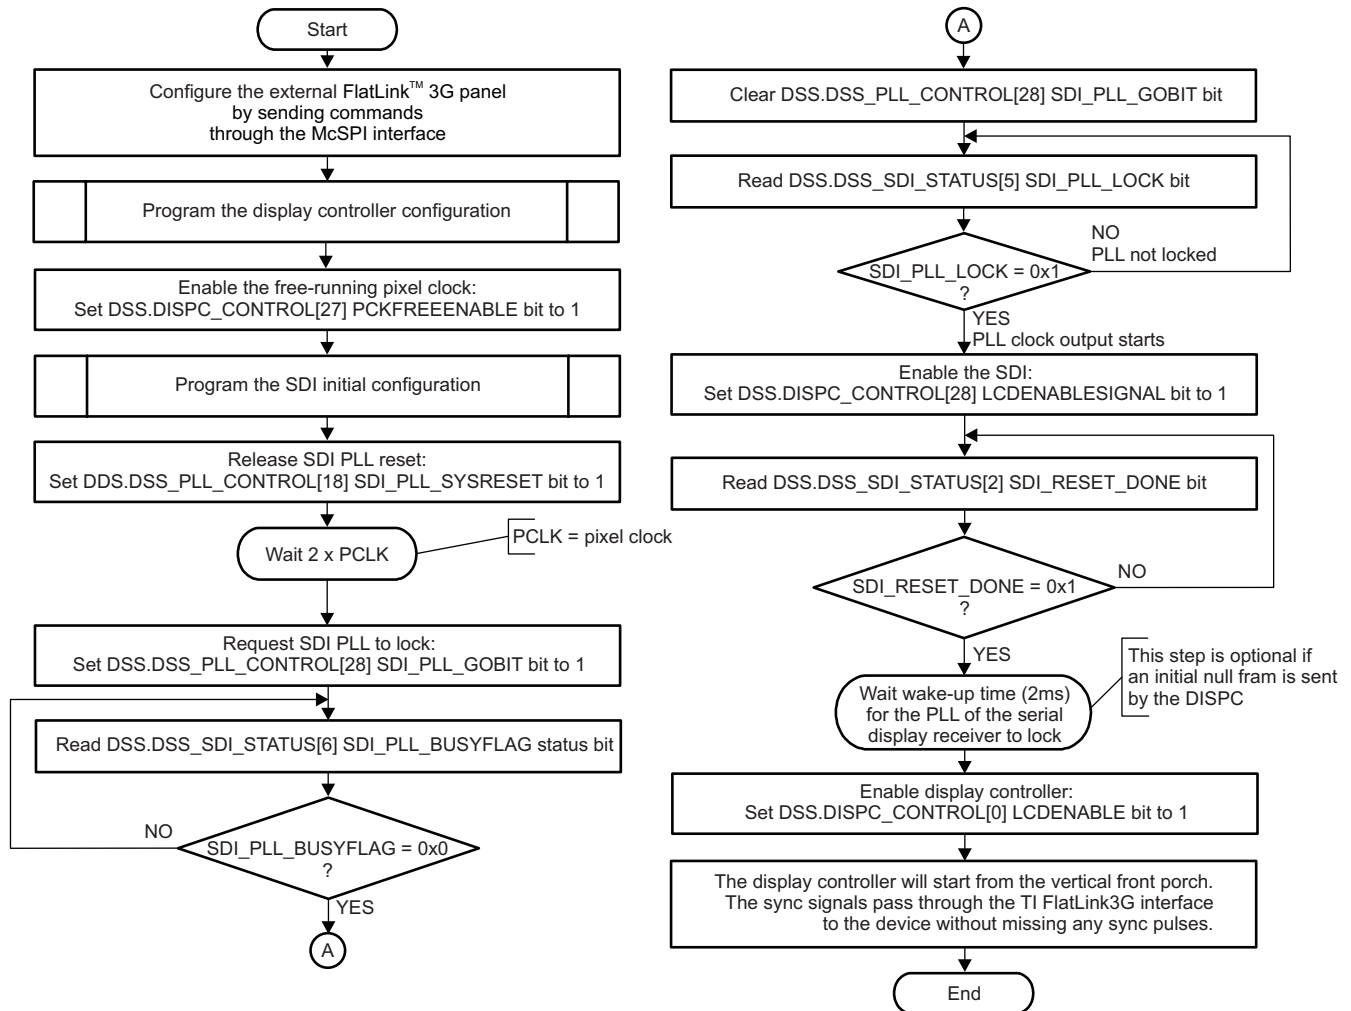 Start
Configure the external FlatLink™ 3G panel
by sending commands
through the McSPI interface
Program the display controller configuration
Enable the free-running pixel clock:
Set DSS.DISPC_CONTROL[27] PCKFREEENABLE bit to 1
Program the SDI initial configuration
Release SDI PLL reset:
Set DDS.DSS_PLL_CONTROL[18] SDI_PLL_SYSRESET bit to 1
Wait 2 x PCLK
PCLK = pixel clock
Request SDI PLL to lock:
Set DSS.DSS_PLL_CONTROL[28] SDI_PLL_GOBIT bit to 1
Read DSS.DSS_SDI_STATUS[6] SDI_PLL_BUSYFLAG status bit
NO
SDI_PLL_BUSYFLAG = 0x0
?
YES
A
A
Clear DSS.DSS_PLL_CONTROL[28] SDI_PLL_GOBIT bit
Read DSS.DSS_SDI_STATUS[5] SDI_PLL_LOCK bit
NO
PLL not locked
SDI_PLL_LOCK = 0x1
?
YES
PLL clock output starts
Enable the SDI:
Set DSS.DISPC_CONTROL[28] LCDENABLESIGNAL bit to 1
Read DSS.DSS_SDI_STATUS[2] SDI_RESET_DONE bit
NO
SDI_RESET_DONE = 0x1
?
YES
This step is optional if
an initial null fram is sent
by the DISPC
Wait wake-up time (2ms)
for the PLL of the serial
display receiver to lock
Enable display controller:
Set DSS.DISPC_CONTROL[0] LCDENABLE bit to 1
The display controller will start from the vertical front porch.
The sync signals pass through the TI FlatLink3G interface
to the device without missing any sync pulses.
End